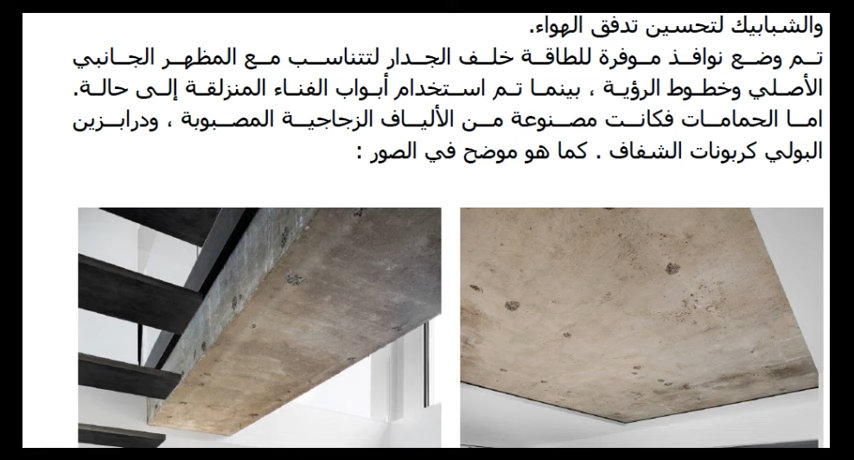 والشبابيك لتحسين تدفق الهواء.
تم وضع نوافذ موفرة للطاقة خلف الجدار لتتناسب مع المظهر الجانبي
الأصلي وخطوط الرؤية ، بينما تم استخدام أبواب الفناء المنزلقة إلى حالة.
اما الحمامات فكانت مصنوعة من الألياف الزجاجية المصبوبة ، ودرابزين
البولي كربونات الشفاف . كما هو موضح في الصور :